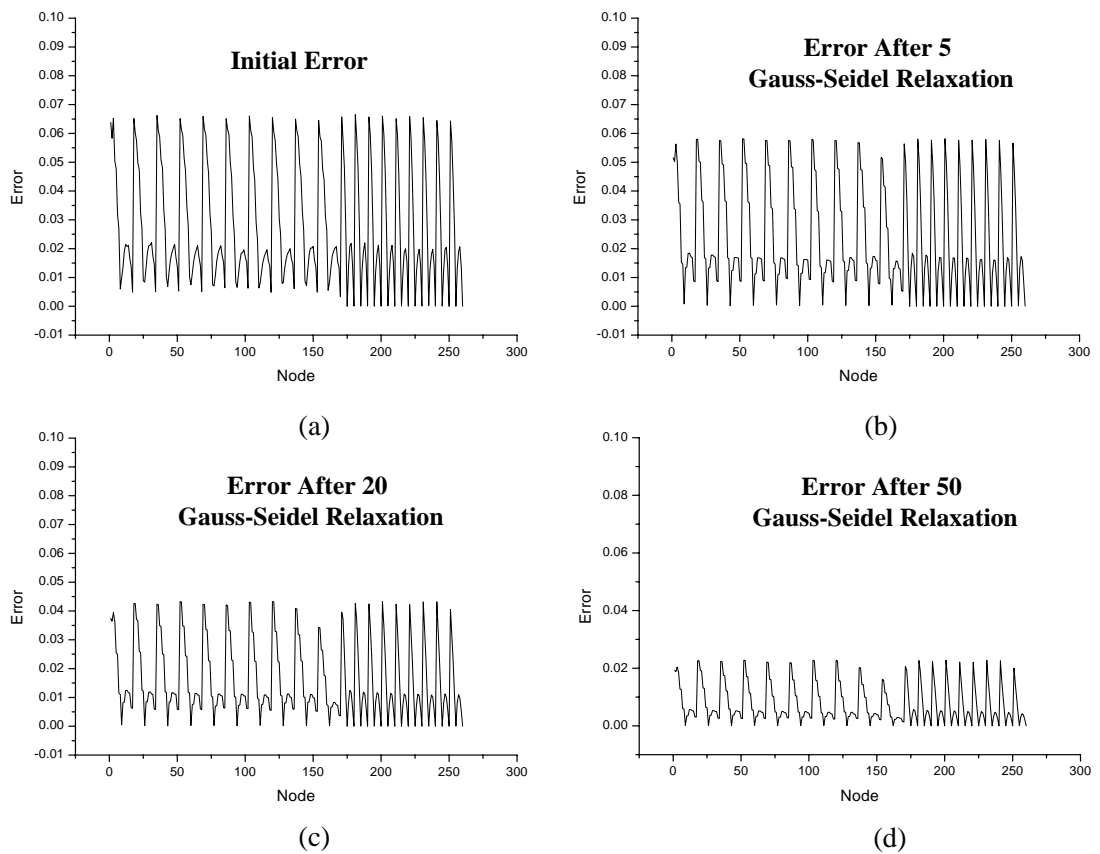 0.10
0.09
0.08
0.07
0.06
0.05
0.04
0.03
0.02
0.01
0.00
-0.01
Error
Initial Error
0 50 100 150 200 250 300
Node
(a)
0.10
0.09
0.08
0.07
0.06
0.05
0.04
0.03
0.02
0.01
0.00
-0.01
Error
Error After 5
Gauss-Seidel Relaxation
0 50 100 150 200 250 300
Node
(b)
0.10
0.09
0.08
0.07
0.06
0.05
0.04
0.03
0.02
0.01
0.00
-0.01
Error
Error After 20
Gauss-Seidel Relaxation
0 50 100 150 200 250 300
Node
(c)
0.10
0.08
0.06
0.04
0.02
0.00
Error
Error After 50
Gauss-Seidel Relaxation
0 50 100 150 200 250 300
Node
(d)